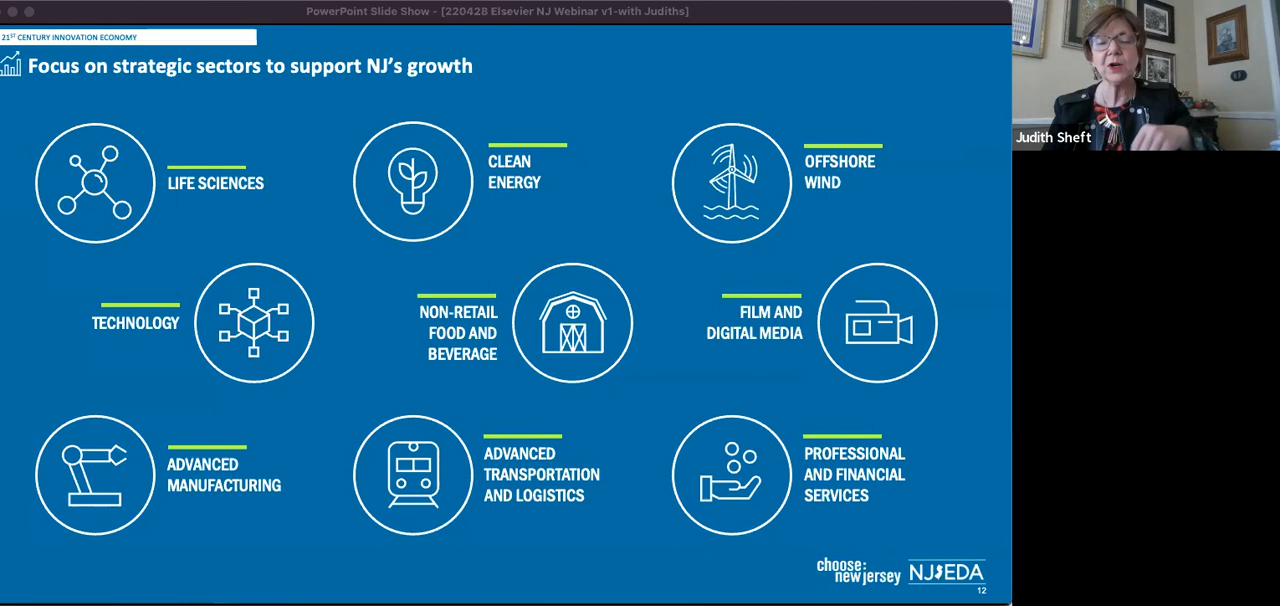 PowerPoint Slide Show - [220428 Elsevier NJ Webinar v1-with Judiths]
21ST CENTURY INNOVATION ECONOMY
Focus on strategic sectors to support NJ's growth
LIFE SCIENCES
CLEAN
ENERGY
OFFSHORE
WIND
TECHNOLOGY
NON-RETAIL
FOOD AND
BEVERAGE
FILM AND
DIGITAL MEDIA
ADVANCED
MANUFACTURING
ADVANCED
TRANSPORTATION
AND LOGISTICS
PROFESSIONAL
AND FINANCIAL
SERVICES
choose:
new jersey
NJEDA
12
Judith Sheft